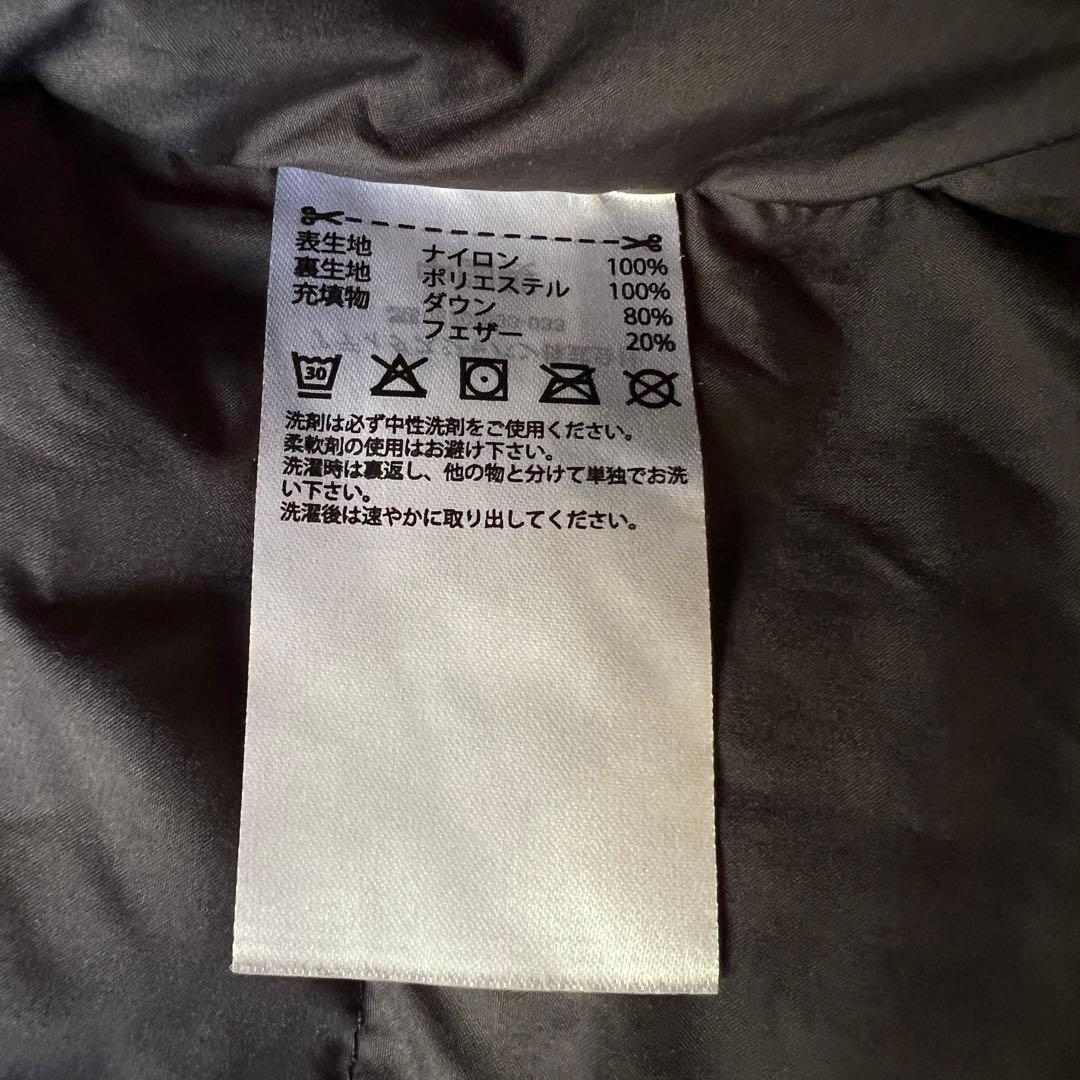 表生地 ナイロン 100%
裏生地 ポリエステル 100%
充填物 ダウン 80%
フェザー 20%
30
洗剤は必ず中性洗剤をご使用ください。
柔軟剤の使用はお避け下さい。
洗濯時は裏返し、他の物と分けて単独でお洗
い下さい。
洗濯後は速やかに取り出してください。